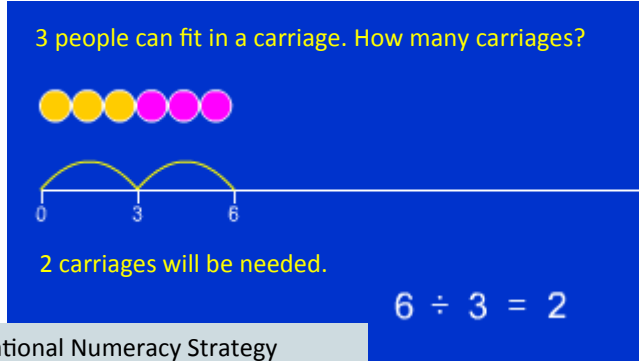 3 people can fit in a carriage. How many carriages?
0 3 6
2 carriages will be needed.
6 ÷ 3 = 2
ational Numeracy Strategy